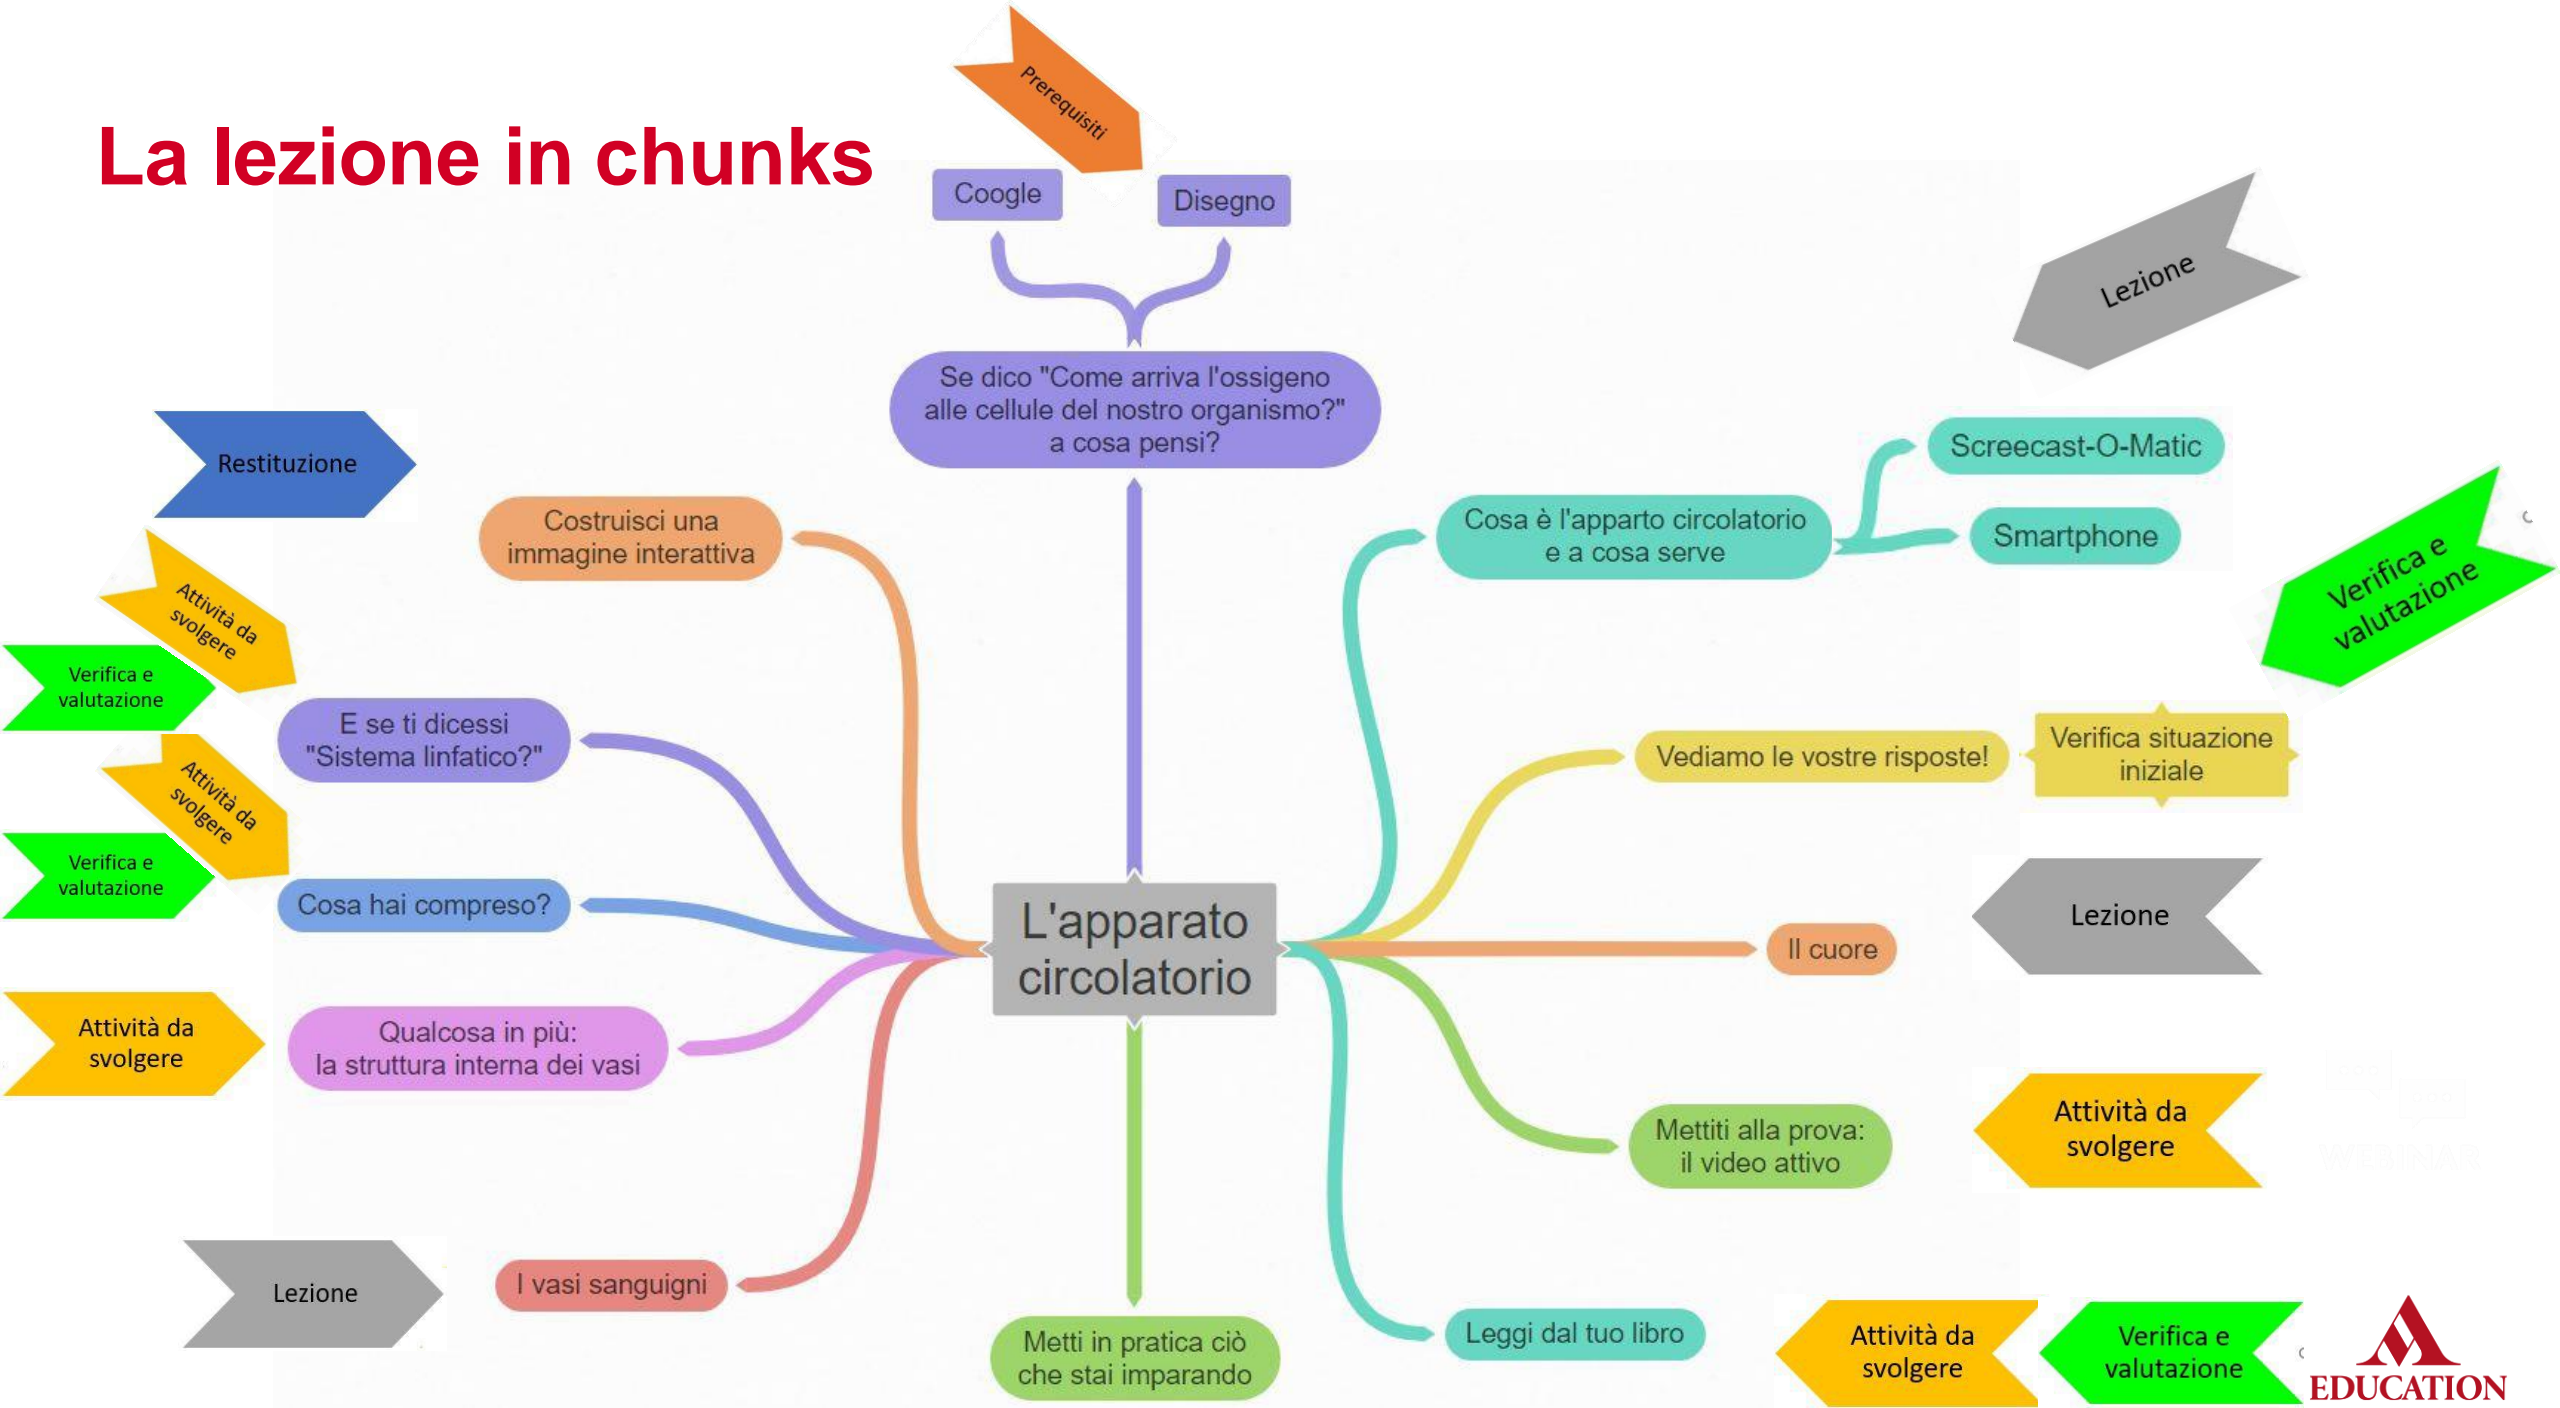 La lezione in chunks
Prerequisiti
Coogle
Disegno
Se dico "Come arriva l'ossigeno
alle cellule del nostro organismo?"
a cosa pensi?
Lezione
Screecast-O-Matic
Smartphone
Cosa è l'apparto circolatorio
e a cosa serve
Verifica e
valutazione
Vediamo le vostre risposte!
Verifica situazione
iniziale
Il cuore
Lezione
Mettiti alla prova:
il video attivo
Attività da
svolgere
Leggi dal tuo libro
Attività da
svolgere
Verifica e
valutazione
L'apparato
circolatorio
Metti in pratica ciò
che stai imparando
I vasi sanguigni
Lezione
Qualcosa in più:
la struttura interna dei vasi
Attività da
svolgere
Cosa hai compreso?
Attività da
svolgere
Verifica e
valutazione
E se ti dicessi
"Sistema linfatico?"
Attività da
svolgere
Verifica e
valutazione
Costruisci una
immagine interattiva
Restituzione
EDUCATION